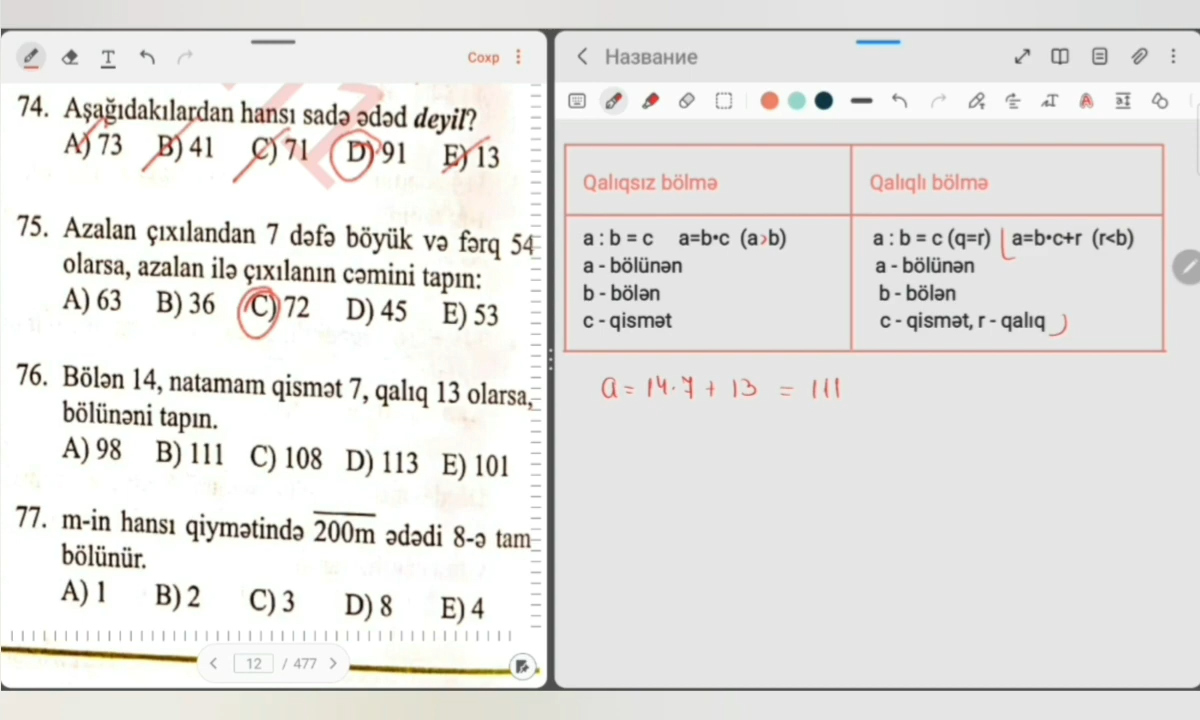 Сохр
74. Aşağıdakılardan hansı sadə ədəd deyil?
A) 73 B) 41 C) 71 D) 91 E) 13
75. Azalan çıxılandan 7 dəfə böyük və fərq 54
olarsa, azalan ilə çıxılanın cəmini tapın:
A) 63 B) 36 C) 72 D) 45 E) 53
76. Bölən 14, natamam qismət 7, qalıq 13 olarsa,
bölünəni tapın.
A) 98 B) 111 C) 108 D) 113 E) 101
77. m-in hansı qiymətində 200m ədədi 8-ə tam
bölünür.
A) 1 B) 2 C) 3 D) 8 E) 4
12 / 477
Название
Qalıqsız bölmə
a : b = c a=b•c (a>b)
a - bölünən
b - bölən
c - qismət
Qalıqlı bölmə
a : b = c (q=r) a=b•c+r (r<b)
a - bölünən
b - bölən
c - qismət, r - qalıq
a = 14 · 7 + 13 = 111